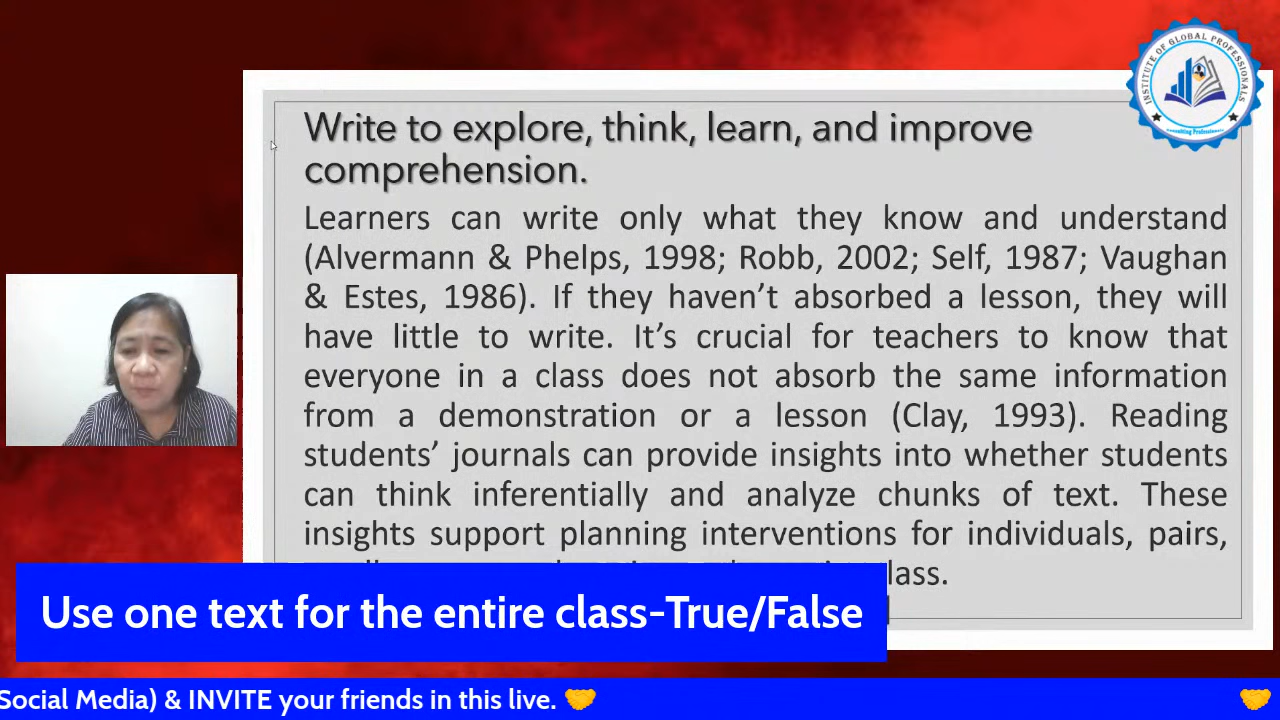 Write to explore, think, learn, and improve
comprehension.
Learners can write only what they know and understand
(Alvermann & Phelps, 1998; Robb, 2002; Self, 1987; Vaughan
& Estes, 1986). If they haven’t absorbed a lesson, they will
have little to write. It’s crucial for teachers to know that
everyone in a class does not absorb the same information
from a demonstration or a lesson (Clay, 1993). Reading
students’ journals can provide insights into whether students
can think inferentially and analyze chunks of text. These
insights support planning interventions for individuals, pairs,
lass.
INSTITUTE OF GLOBAL PROFESSIONALS
Use one text for the entire class-True/False
Social Media) & INVITE your friends in this live. 🤝
🤝